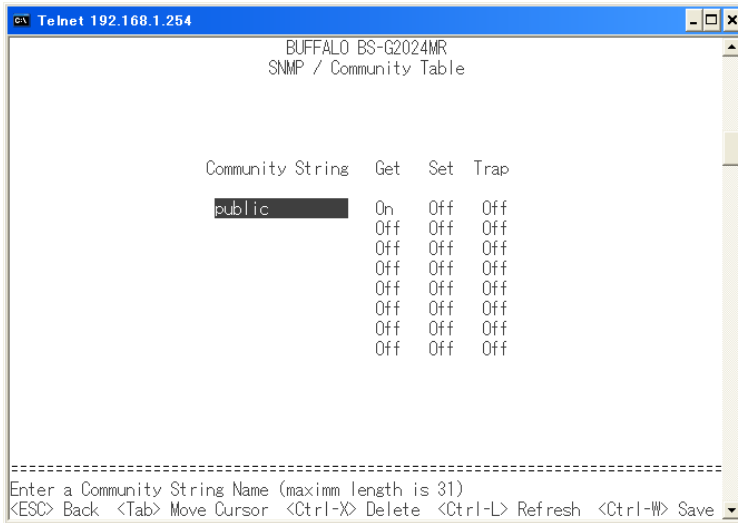 Telnet 192.168.1.254
BUFFALO BS-G2024MR
SNMP / Community Table
Community String Get Set Trap
public On Off Off
Off Off Off
Off Off Off
Off Off Off
Off Off Off
Off Off Off
Off Off Off
Off Off Off
================================================================================
Enter a Community String Name (maximm length is 31)
<ESC> Back <Tab> Move Cursor <Ctrl-X> Delete <Ctrl-L> Refresh <Ctrl-W> Save